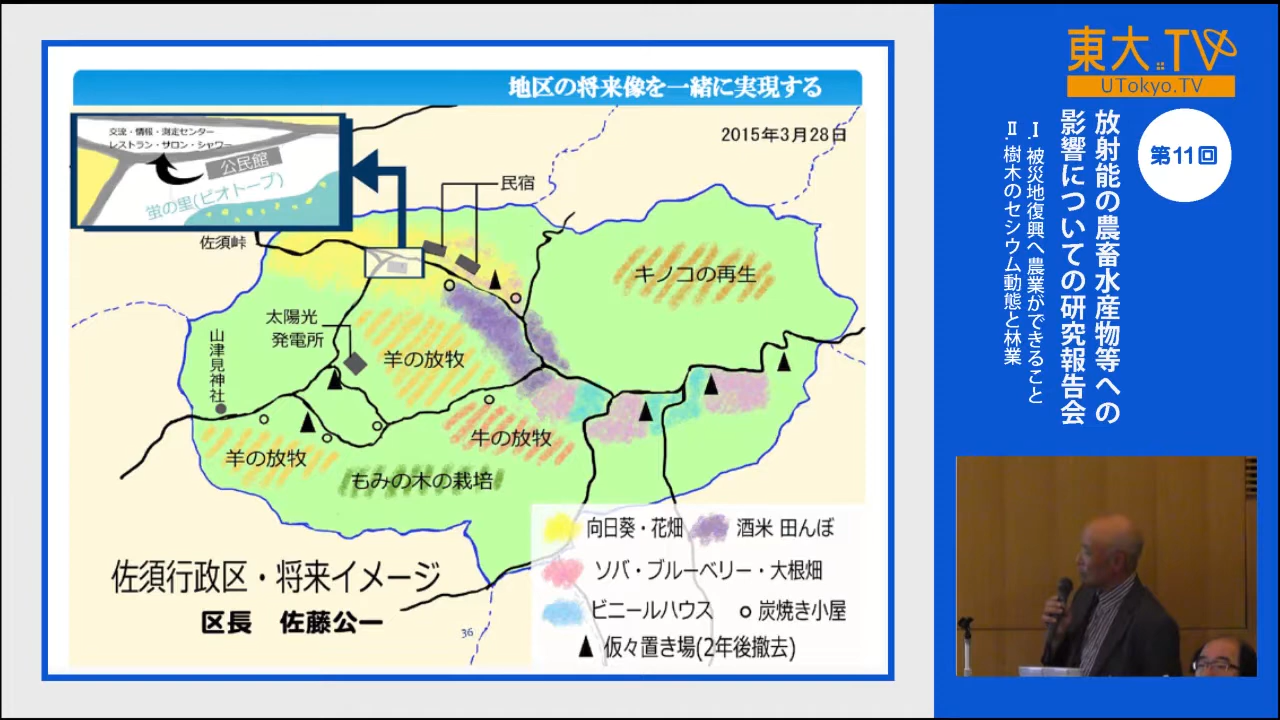 地区の将来像を一緒に実現する
2015年3月28日
交流・情報・測定センター
レストラン・サロン・シャワー
公民館
蛍の里(ビオトープ)
民宿
佐須峠
キノコの再生
太陽光
発電所
羊の放牧
山津見神社
牛の放牧
羊の放牧
もみの木の栽培
向日葵・花畑
酒米 田んぼ
ソバ・ブルーベリー・大根畑
ビニールハウス
炭焼き小屋
仮々置き場(2年後撤去)
佐須行政区・将来イメージ
区長 佐藤公一
36
東大.TV
UTokyo.TV
第11回
放射能の農畜水産物等への
影響についての研究報告会
Ⅰ.被災地復興へ農業ができること
Ⅱ.樹木のセシウム動態と林業